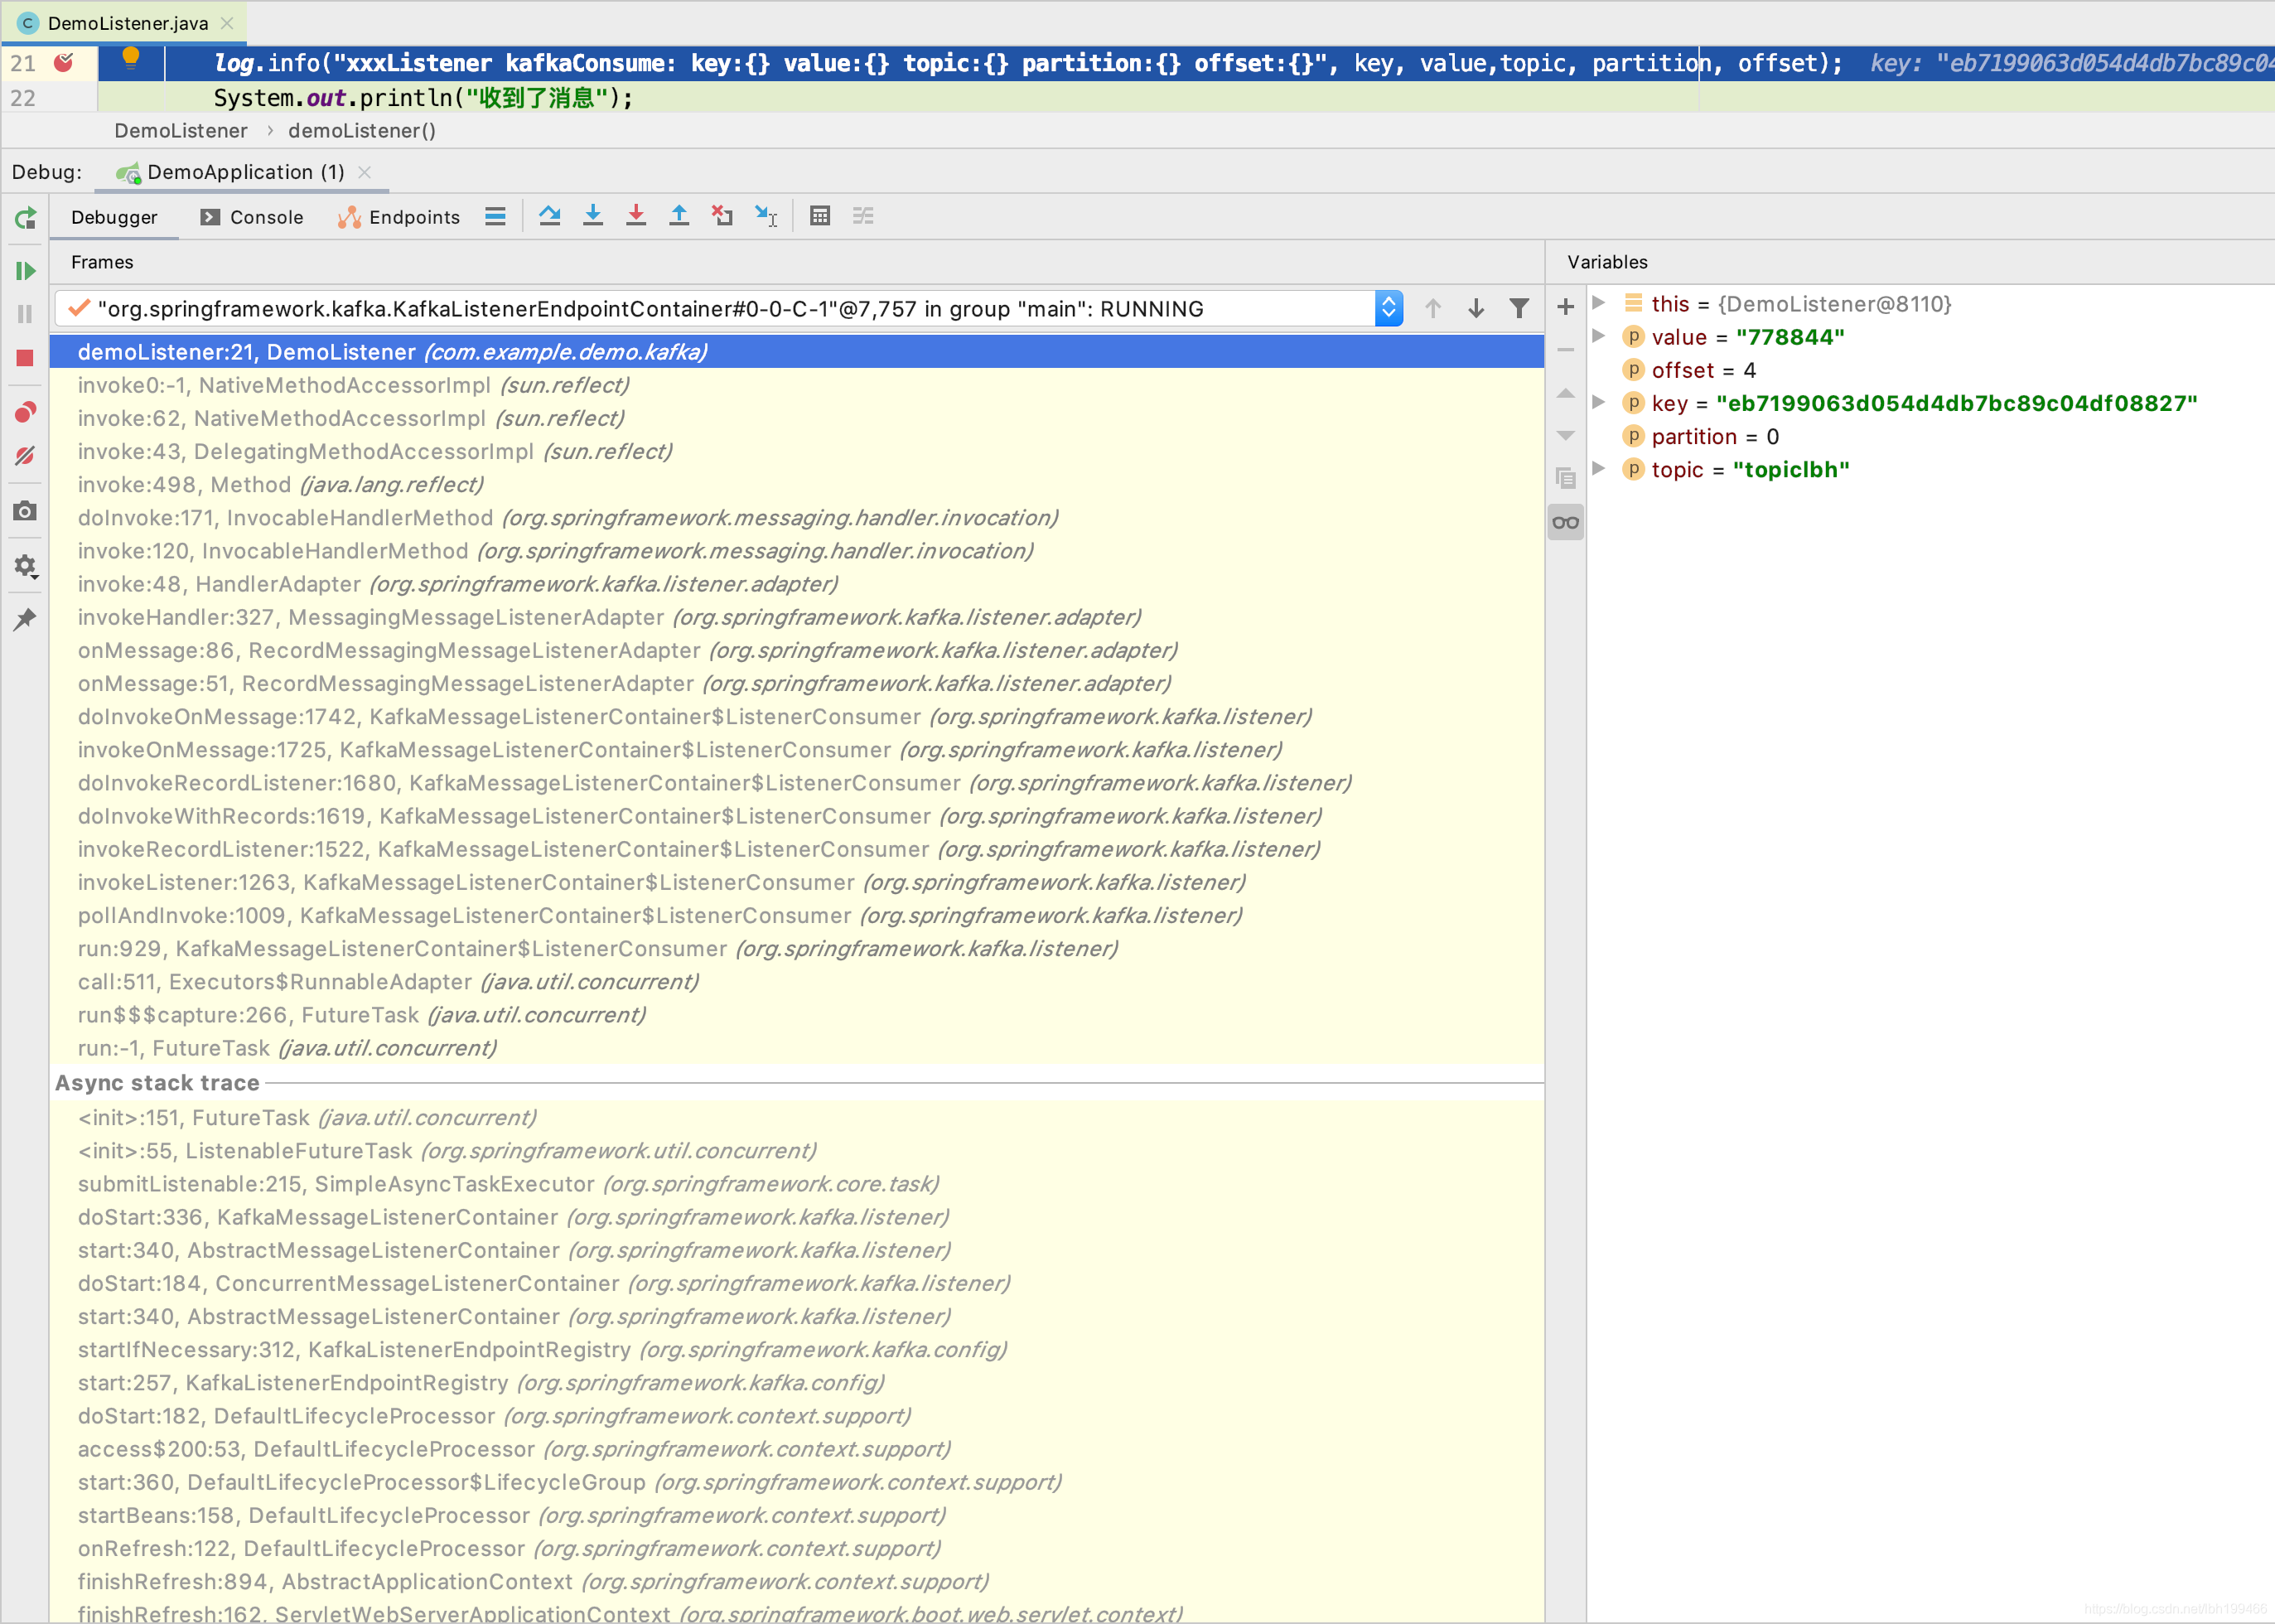 DemoListener.java
21 log.info("xxxListener kafkaConsume: key:{} value:{} topic:{} partition:{} offset:{}", key, value,topic, partition, offset); key: "eb7199063d054d4db7bc89c04
22 System.out.println("收到了消息");
DemoListener › demoListener()
Debug: DemoApplication (1)
Debugger Console Endpoints
Frames Variables
"org.springframework.kafka.KafkaListenerEndpointContainer#0-0-C-1"@7,757 in group "main": RUNNING
demoListener:21, DemoListener (com.example.demo.kafka)
invoke0:-1, NativeMethodAccessorImpl (sun.reflect)
invoke:62, NativeMethodAccessorImpl (sun.reflect)
invoke:43, DelegatingMethodAccessorImpl (sun.reflect)
invoke:498, Method (java.lang.reflect)
doInvoke:171, InvocableHandlerMethod (org.springframework.messaging.handler.invocation)
invoke:120, InvocableHandlerMethod (org.springframework.messaging.handler.invocation)
invoke:48, HandlerAdapter (org.springframework.kafka.listener.adapter)
invokeHandler:327, MessagingMessageListenerAdapter (org.springframework.kafka.listener.adapter)
onMessage:86, RecordMessagingMessageListenerAdapter (org.springframework.kafka.listener.adapter)
onMessage:51, RecordMessagingMessageListenerAdapter (org.springframework.kafka.listener.adapter)
doInvokeOnMessage:1742, KafkaMessageListenerContainer$ListenerConsumer (org.springframework.kafka.listener)
invokeOnMessage:1725, KafkaMessageListenerContainer$ListenerConsumer (org.springframework.kafka.listener)
doInvokeRecordListener:1680, KafkaMessageListenerContainer$ListenerConsumer (org.springframework.kafka.listener)
doInvokeWithRecords:1619, KafkaMessageListenerContainer$ListenerConsumer (org.springframework.kafka.listener)
invokeRecordListener:1522, KafkaMessageListenerContainer$ListenerConsumer (org.springframework.kafka.listener)
invokeListener:1263, KafkaMessageListenerContainer$ListenerConsumer (org.springframework.kafka.listener)
pollAndInvoke:1009, KafkaMessageListenerContainer$ListenerConsumer (org.springframework.kafka.listener)
run:929, KafkaMessageListenerContainer$ListenerConsumer (org.springframework.kafka.listener)
call:511, Executors$RunnableAdapter (java.util.concurrent)
run$$$capture:266, FutureTask (java.util.concurrent)
run:-1, FutureTask (java.util.concurrent)
Async stack trace
<init>:151, FutureTask (java.util.concurrent)
<init>:55, ListenableFutureTask (org.springframework.util.concurrent)
submitListenable:215, SimpleAsyncTaskExecutor (org.springframework.core.task)
doStart:336, KafkaMessageListenerContainer (org.springframework.kafka.listener)
start:340, AbstractMessageListenerContainer (org.springframework.kafka.listener)
doStart:184, ConcurrentMessageListenerContainer (org.springframework.kafka.listener)
start:340, AbstractMessageListenerContainer (org.springframework.kafka.listener)
startIfNecessary:312, KafkaListenerEndpointRegistry (org.springframework.kafka.config)
start:257, KafkaListenerEndpointRegistry (org.springframework.kafka.config)
doStart:182, DefaultLifecycleProcessor (org.springframework.context.support)
access$200:53, DefaultLifecycleProcessor (org.springframework.context.support)
start:360, DefaultLifecycleProcessor$LifecycleGroup (org.springframework.context.support)
startBeans:158, DefaultLifecycleProcessor (org.springframework.context.support)
onRefresh:122, DefaultLifecycleProcessor (org.springframework.context.support)
finishRefresh:894, AbstractApplicationContext (org.springframework.context.support)
finishRefresh:162, ServletWebServerApplicationContext (org.springframework.boot.web.servlet.context)
this = {DemoListener@8110}
value = "778844"
offset = 4
key = "eb7199063d054d4db7bc89c04df08827"
partition = 0
topic = "topiclbh"
https://blog.csdn.net/lbh199466